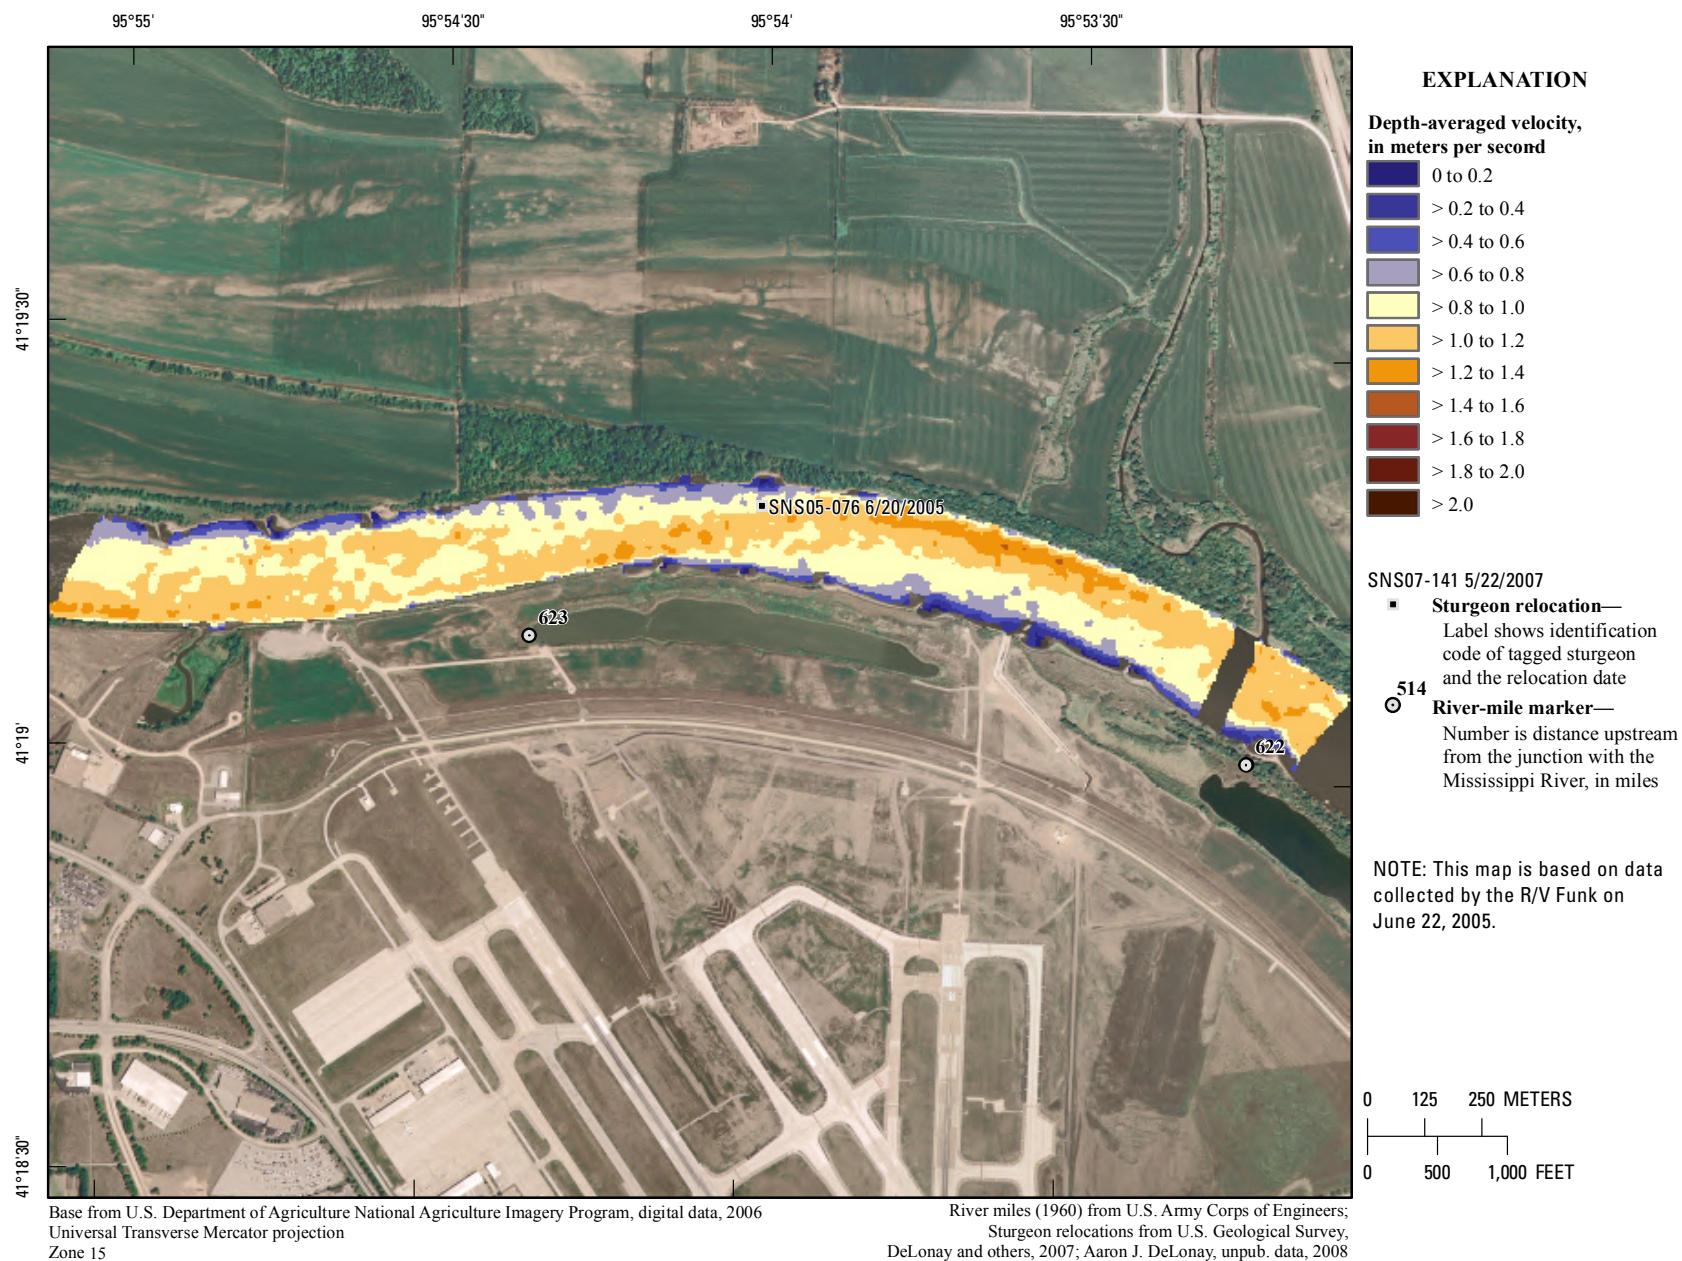 95°55'
95°54'30"
95°54'
95°53'30"
41°19'30"
41°19'
41°18'30"
SNS05-076 6/20/2005
623
622
EXPLANATION
Depth-averaged velocity,
in meters per second
0 to 0.2
> 0.2 to 0.4
> 0.4 to 0.6
> 0.6 to 0.8
> 0.8 to 1.0
> 1.0 to 1.2
> 1.2 to 1.4
> 1.4 to 1.6
> 1.6 to 1.8
> 1.8 to 2.0
> 2.0
SNS07-141 5/22/2007
Sturgeon relocation—
Label shows identification
code of tagged sturgeon
and the relocation date
514
River-mile marker—
Number is distance upstream
from the junction with the
Mississippi River, in miles
NOTE: This map is based on data
collected by the R/V Funk on
June 22, 2005.
0 125 250 METERS
0 500 1,000 FEET
Base from U.S. Department of Agriculture National Agriculture Imagery Program, digital data, 2006
Universal Transverse Mercator projection
Zone 15
River miles (1960) from U.S. Army Corps of Engineers;
Sturgeon relocations from U.S. Geological Survey,
DeLonay and others, 2007; Aaron J. DeLonay, unpub. data, 2008